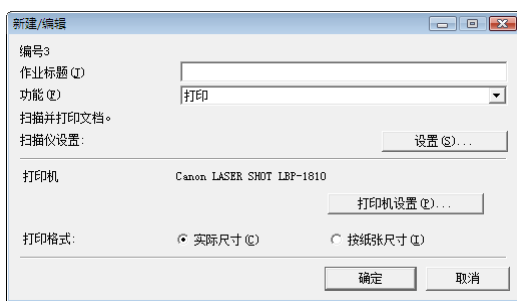 新建/编辑
编号3
作业标题(T)
功能(F) 打印
扫描并打印文档。
扫描仪设置: 设置(S)...
打印机 Canon LASER SHOT LBP-1810
打印机设置(P)...
打印格式: 实际尺寸(C) 按纸张尺寸(I)
确定 取消